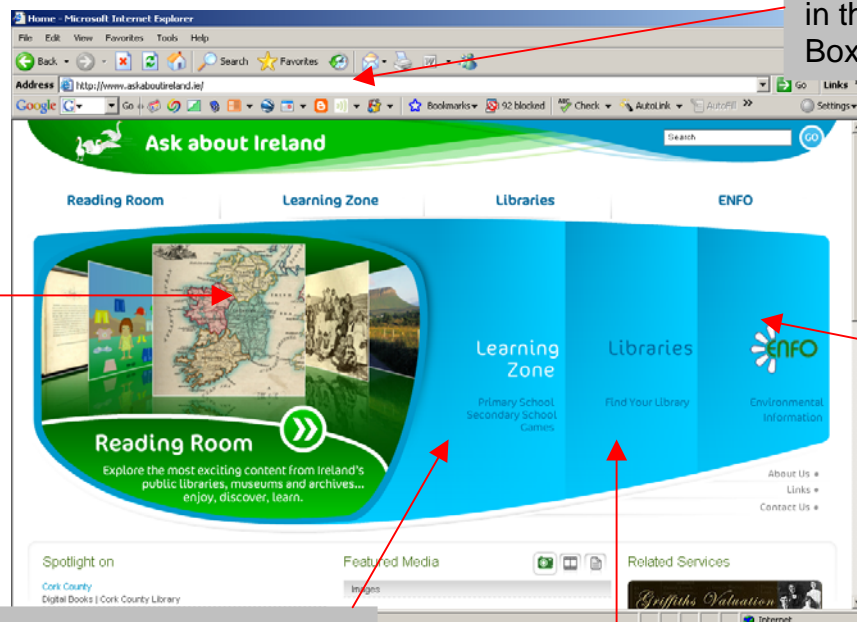 in th
Box
Home - Microsoft Internet Explorer
File Edit View Favorites Tools Help
Back Search Favorites
Address http://www.askaboutireland.ie/ Go Links
Google G Go Bookmarks 92 blocked Check AutoLink AutoFill Settings
Ask about Ireland Search GO
Reading Room Learning Zone Libraries ENFO
Learning
Zone
Libraries
ENFO
Primary School
Secondary School
Games
Find Your Library
Environmental
Information
Reading Room
Explore the most exciting content from Ireland's
public libraries, museums and archives...
enjoy, discover, learn.
About Us
Links
Contact Us
Spotlight on Featured Media Related Services
Cork County
Digital Books | Cork County Library
Images
Griffiths Valuation
Internet